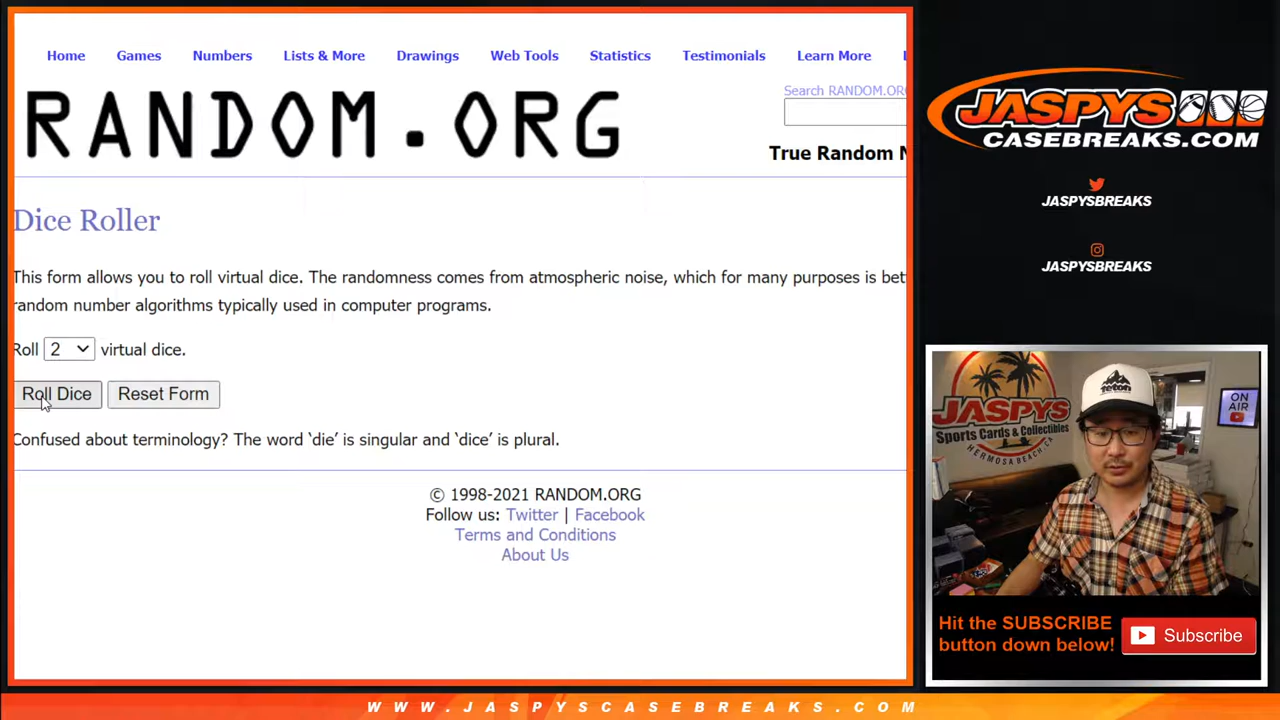 Home Games Numbers Lists & More Drawings Web Tools Statistics Testimonials Learn More
RANDOM.ORG
Search RANDOM.ORG
True Random N
Dice Roller
This form allows you to roll virtual dice. The randomness comes from atmospheric noise, which for many purposes is bet
random number algorithms typically used in computer programs.
Roll 2 virtual dice.
Roll Dice Reset Form
Confused about terminology? The word ‘die’ is singular and ‘dice’ is plural.
© 1998-2021 RANDOM.ORG
Follow us: Twitter | Facebook
Terms and Conditions
About Us
JASPYS
CASEBREAKS.COM
JASPYSBREAKS
JASPYSBREAKS
JASPYS
Sports Cards & Collectibles
HERMOSA BEACH, CA
TETON
ON
AIR
Hit the SUBSCRIBE
button down below!
Subscribe
WWW.JASPYSCASEBREAKS.COM